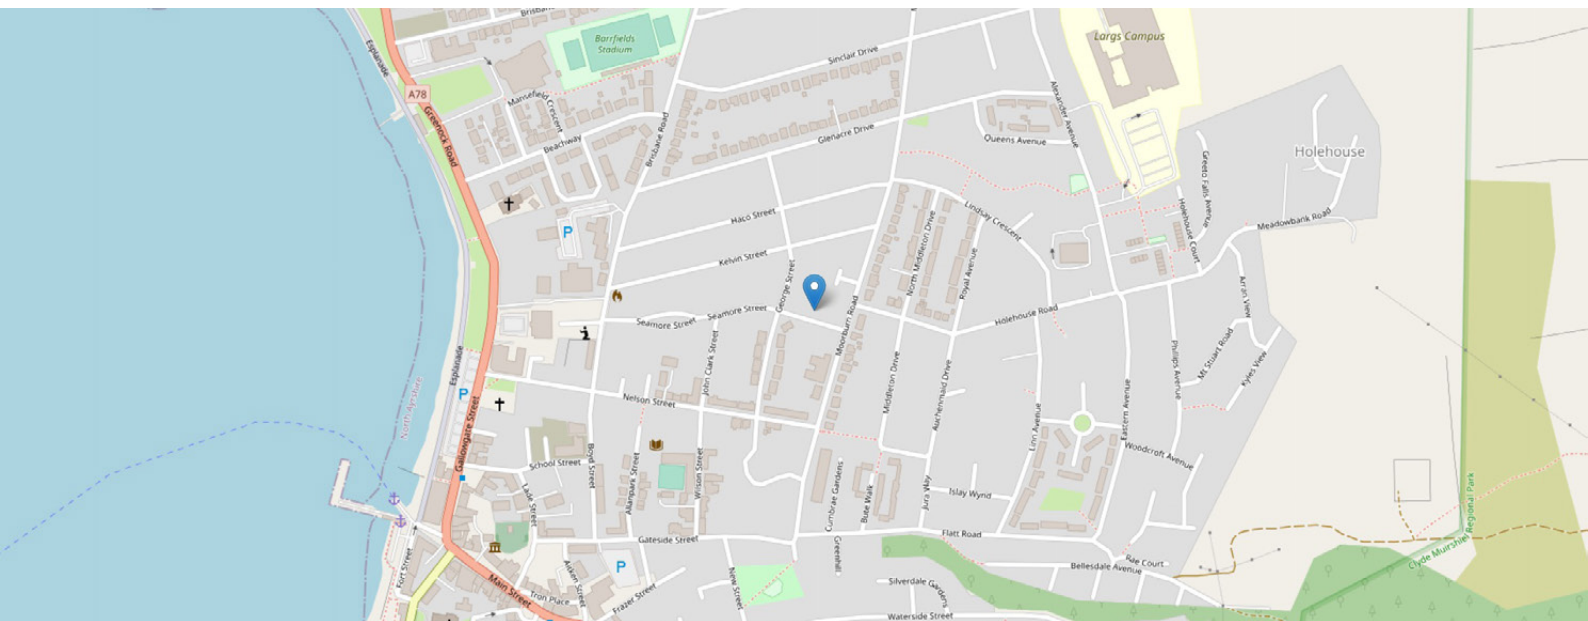 Brisbane
Barrfields
Stadium
Largs Campus
Esplanade
Sinclair Drive
A78
Mansefield Crescent
Alexander Avenue
Greenock Road
Glenacre Drive
Queens Avenue
Beachway
Brisbane Road
Holehouse
Greeto Falls Avenue
P
Haco Street
Lindsay Crescent
Holehouse Court
Meadowbank Road
North Middleton Drive
Kelvin Street
George Street
Royal Avenue
Arran View
Seamore Street
Seamore Street
Moorburn Road
Holehouse Road
John Clark Street
Phillips Avenue
Mt Stuart Road
Kyles View
Esplanade
North Ayrshire
P
Nelson Street
Middleton Drive
Auchenmaid Drive
Eastern Avenue
Linn Avenue
Gallowgate Street
School Street
Boyd Street
Allanpark Street
Wilson Street
Woodcroft Avenue
Lade Street
Cumbrae Gardens
Bute Walk
Jura Way
Islay Wynd
Clyde Muirshiel Regional Park
Gateside Street
Flatt Road
Greenhill
Rae Court
Bellesdale Avenue
Fort Street
Main Street
Aitken Street
P
Tron Place
Frazer Street
New Street
Silverdale Gardens
Waterside Street